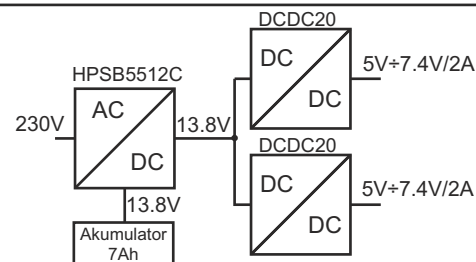 DCDC20
DC
DC
5V÷7.4V/2A
HPSB5512C
AC
DC
230V
13.8V
13.8V
Akumulator
7Ah
DCDC20
DC
DC
5V÷7.4V/2A